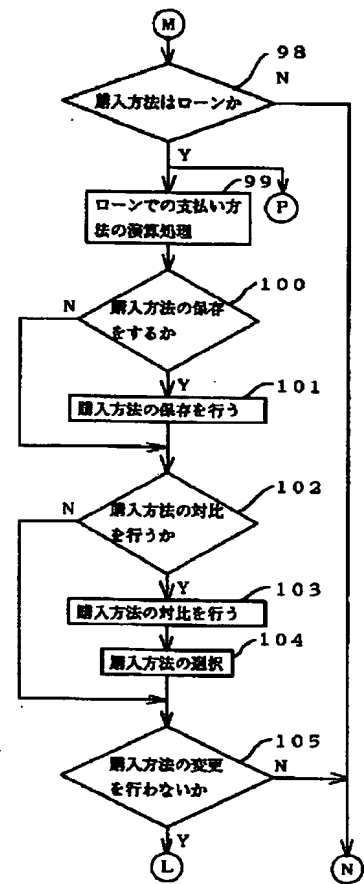 M
98
N
購入方法はローンか
Y
99
P
ローンでの支払い方
法の演算処理
100
N
購入方法の保存
をするか
Y
101
購入方法の保存を行う
102
N
購入方法の対比
を行うか
Y
103
購入方法の対比を行う
104
購入方法の選択
105
購入方法の変更
を行わないか
N
Y
L
N